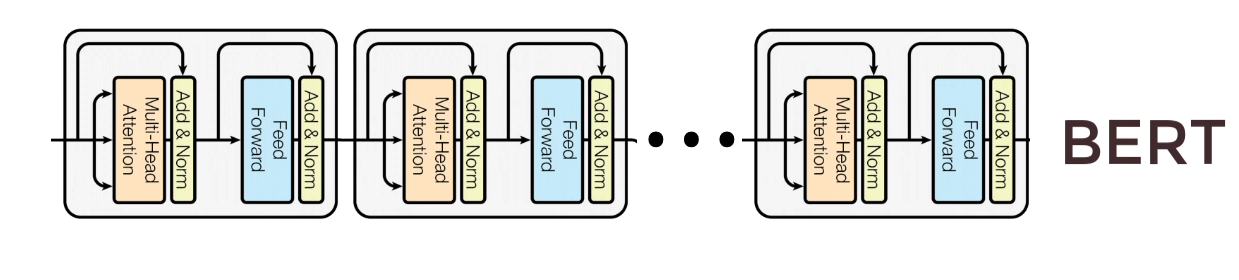 Multi-Head
Attention
Add & Norm
Feed
Forward
Add & Norm
Multi-Head
Attention
Add & Norm
Feed
Forward
Add & Norm
Multi-Head
Attention
Add & Norm
Feed
Forward
Add & Norm
BERT